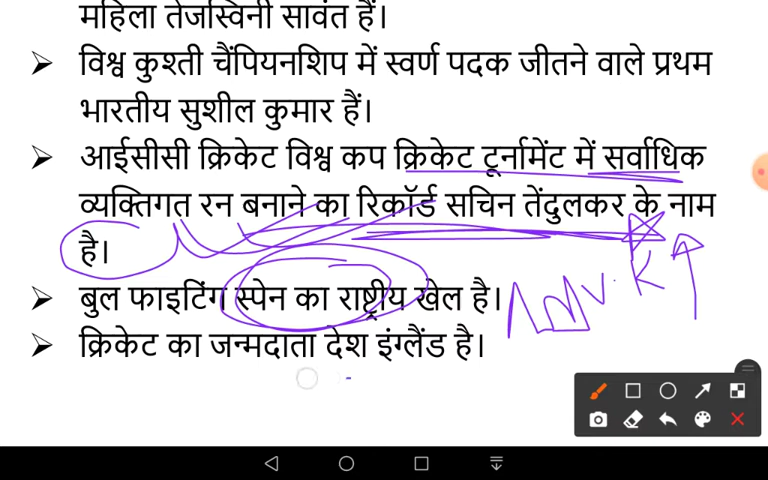 महिला तेजस्विनी सावंत हैं।
विश्व कुश्ती चैंपियनशिप में स्वर्ण पदक जीतने वाले प्रथम
भारतीय सुशील कुमार हैं।
आईसीसी क्रिकेट विश्व कप क्रिकेट टूर्नामेंट में सर्वाधिक
व्यक्तिगत रन बनाने का रिकॉर्ड सचिन तेंदुलकर के नाम
है।
बुल फाइटिंग स्पेन का राष्ट्रीय खेल है।
क्रिकेट का जन्मदाता देश इंग्लैंड है।